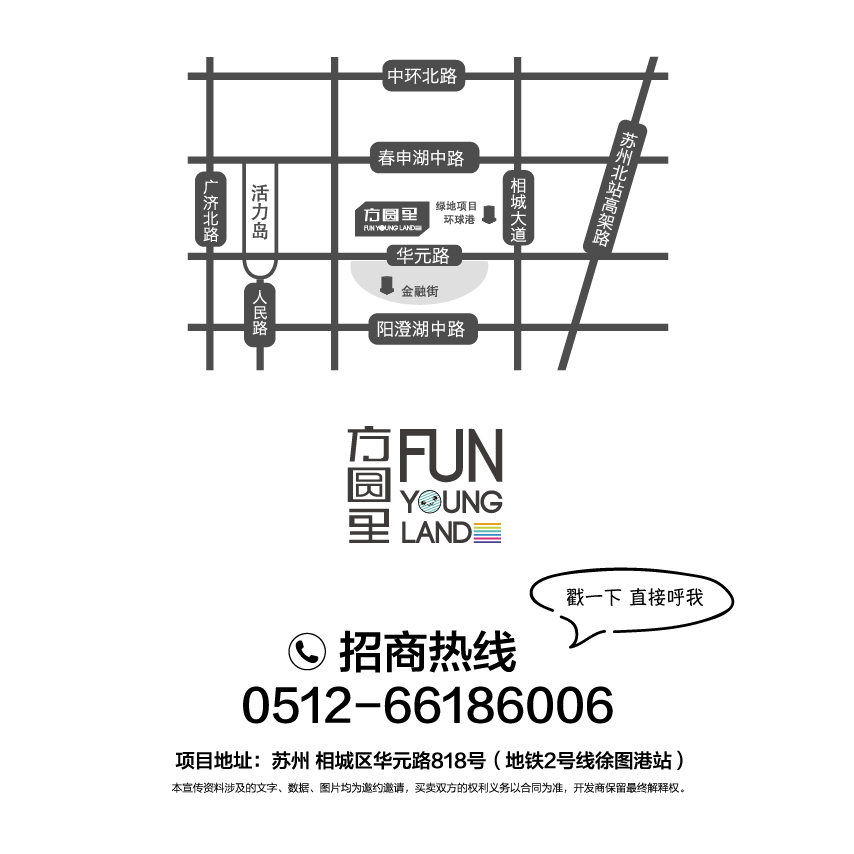 中环北路
春申湖中路
苏州北站高架路
广济北路
活力岛
相城大道
方圆里
FUN YOUNG LAND
绿地项目
环球港
华元路
金融街
人民路
阳澄湖中路
方圆里
FUN
YOUNG
LAND
戳一下 直接呼我
招商热线
0512-66186006
项目地址：苏州 相城区华元路818号（地铁2号线徐图港站）
本宣传资料涉及的文字、数据、图片均为邀约邀请，买卖双方的权利义务以合同为准，开发商保留最终解释权。